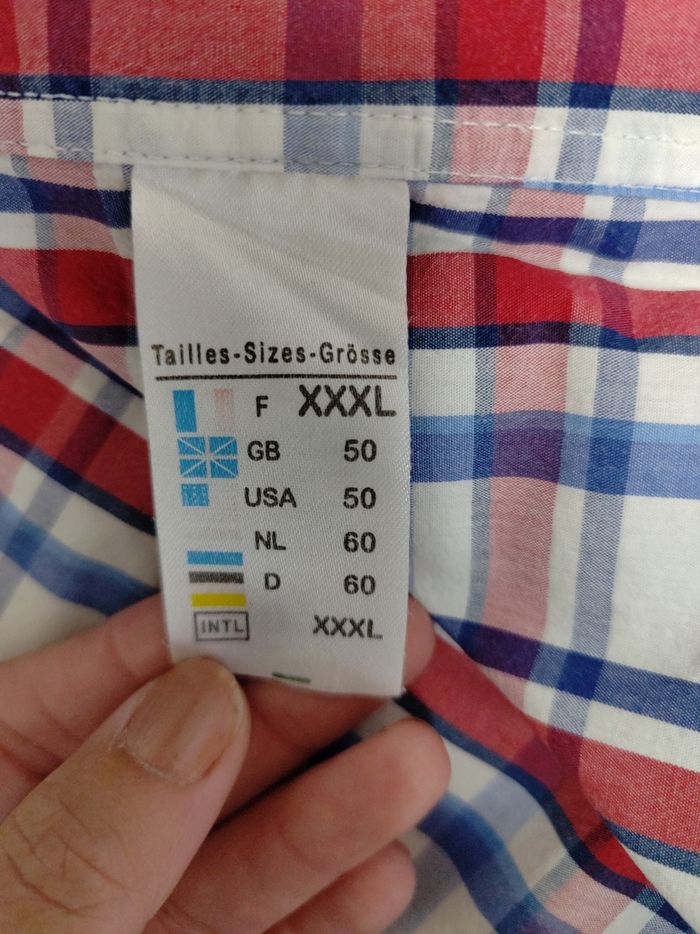 Tailles-Sizes-Grösse
F XXXL
GB 50
USA 50
NL 60
D 60
INTL XXXL